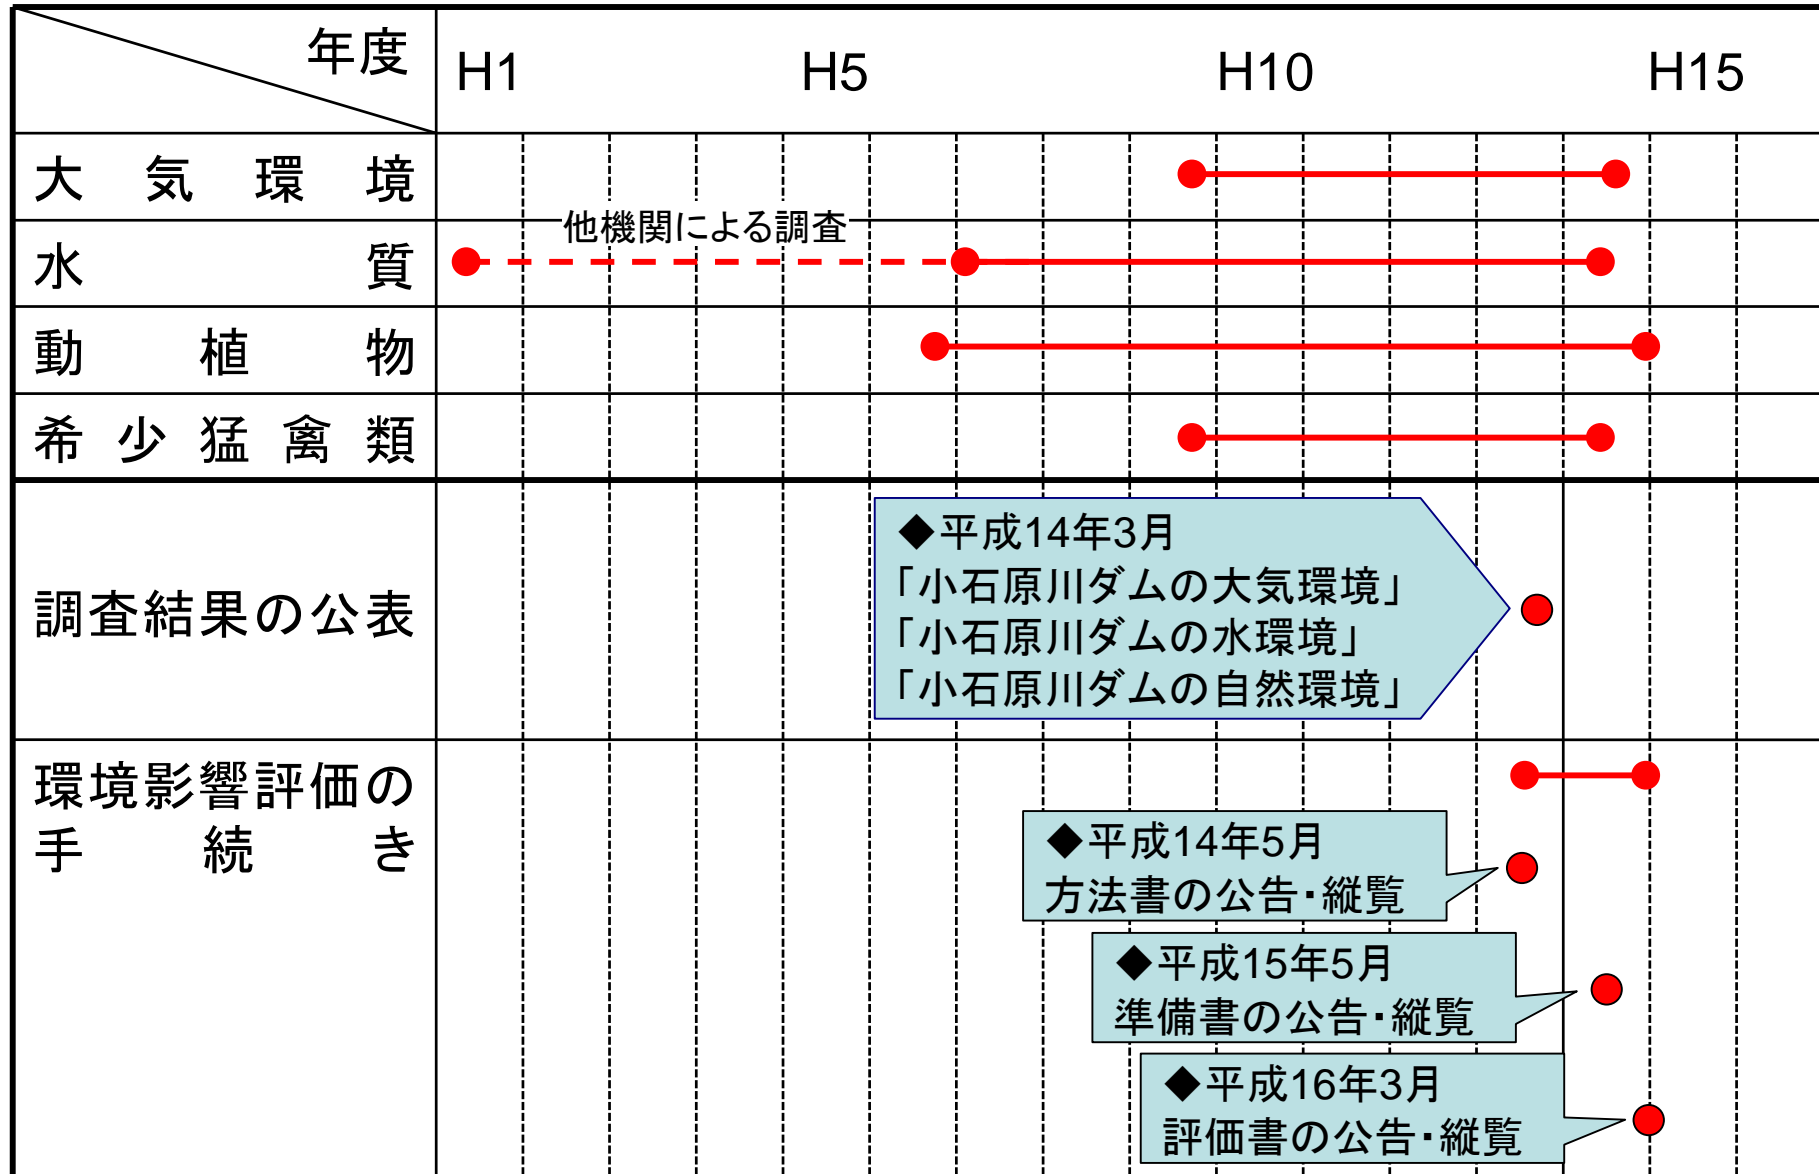 年度
H1 H5 H10 H15
大気環境
他機関による調査
水質
動植物
希少猛禽類
◆平成14年3月
「小石原川ダムの大気環境」
「小石原川ダムの水環境」
「小石原川ダムの自然環境」
調査結果の公表
環境影響評価の
手続き
◆平成14年5月
方法書の公告・縦覧
◆平成15年5月
準備書の公告・縦覧
◆平成16年3月
評価書の公告・縦覧